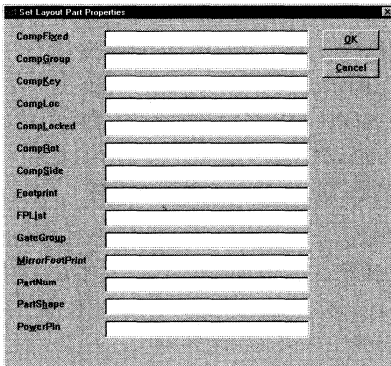 Set Layout Part Properties
CompFixed
OK
CompGroup
Cancel
CompKey
CompLoc
CompLocked
CompRot
CompSide
Footprint
FPList
GateGroup
MirrorFootPrint
PartNum
PartShape
PowerPin